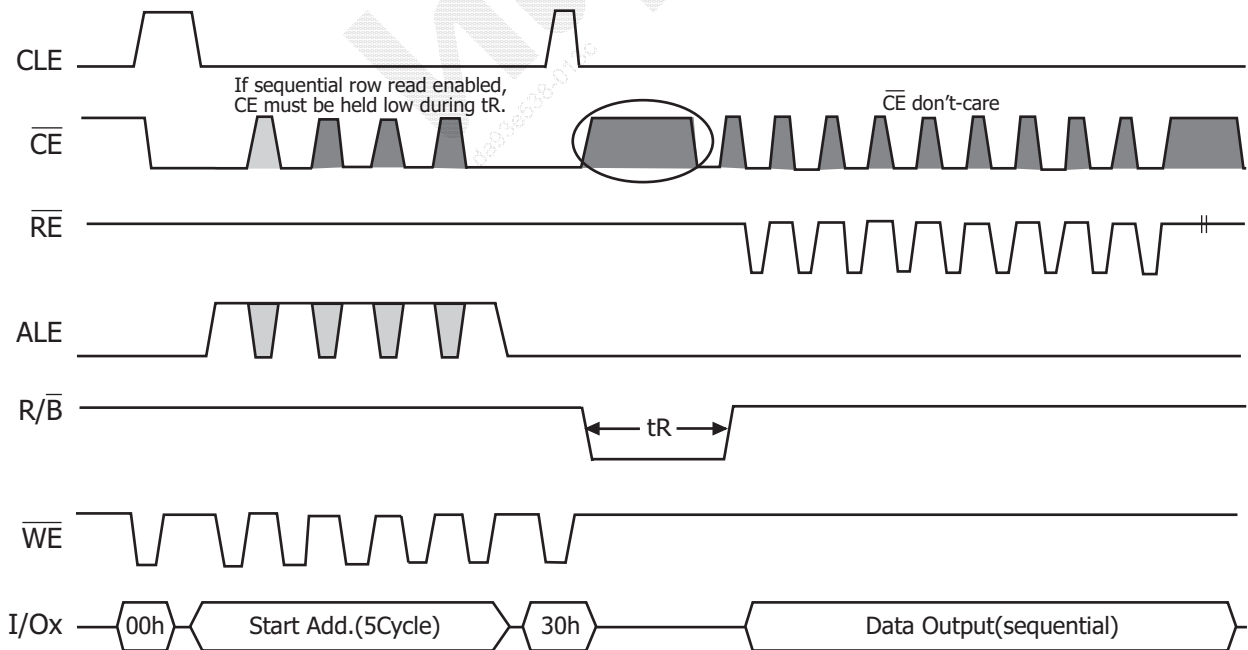 CLE
If sequential row read enabled,
CE must be held low during tR.
CE don't-care
CE
RE
ALE
R/B
tR
WE
I/Ox
00h
Start Add.(5Cycle)
30h
Data Output(sequential)